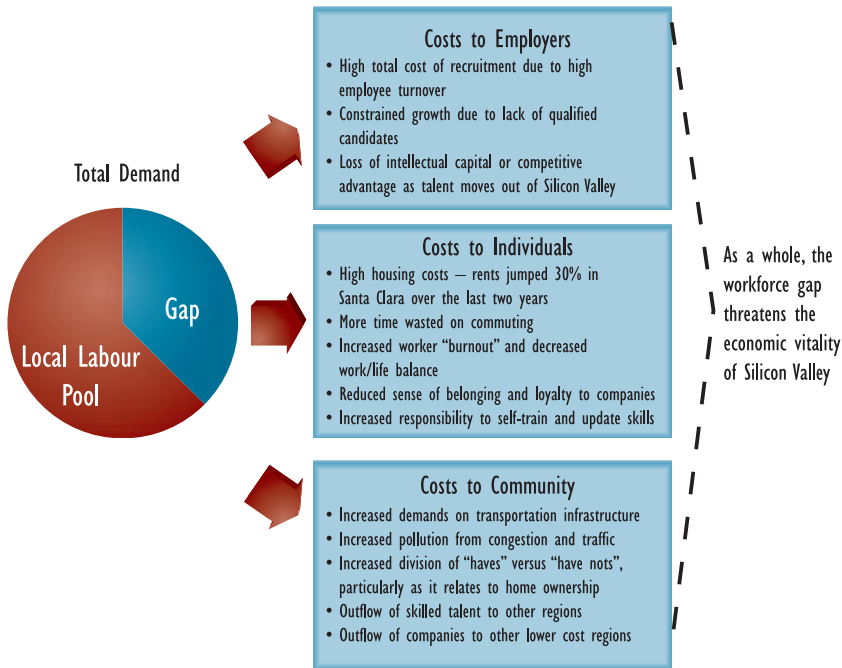 Total Demand
Gap
Local Labour
Pool
Costs to Employers
• High total cost of recruitment due to high
employee turnover
• Constrained growth due to lack of qualified
candidates
• Loss of intellectual capital or competitive
advantage as talent moves out of Silicon Valley
Costs to Individuals
• High housing costs – rents jumped 30% in
Santa Clara over the last two years
• More time wasted on commuting
• Increased worker “burnout” and decreased
work/life balance
• Reduced sense of belonging and loyalty to companies
• Increased responsibility to self-train and update skills
Costs to Community
• Increased demands on transportation infrastructure
• Increased pollution from congestion and traffic
• Increased division of “haves” versus “have nots”,
particularly as it relates to home ownership
• Outflow of skilled talent to other regions
• Outflow of companies to other lower cost regions
As a whole, the
workforce gap
threatens the
economic vitality
of Silicon Valley